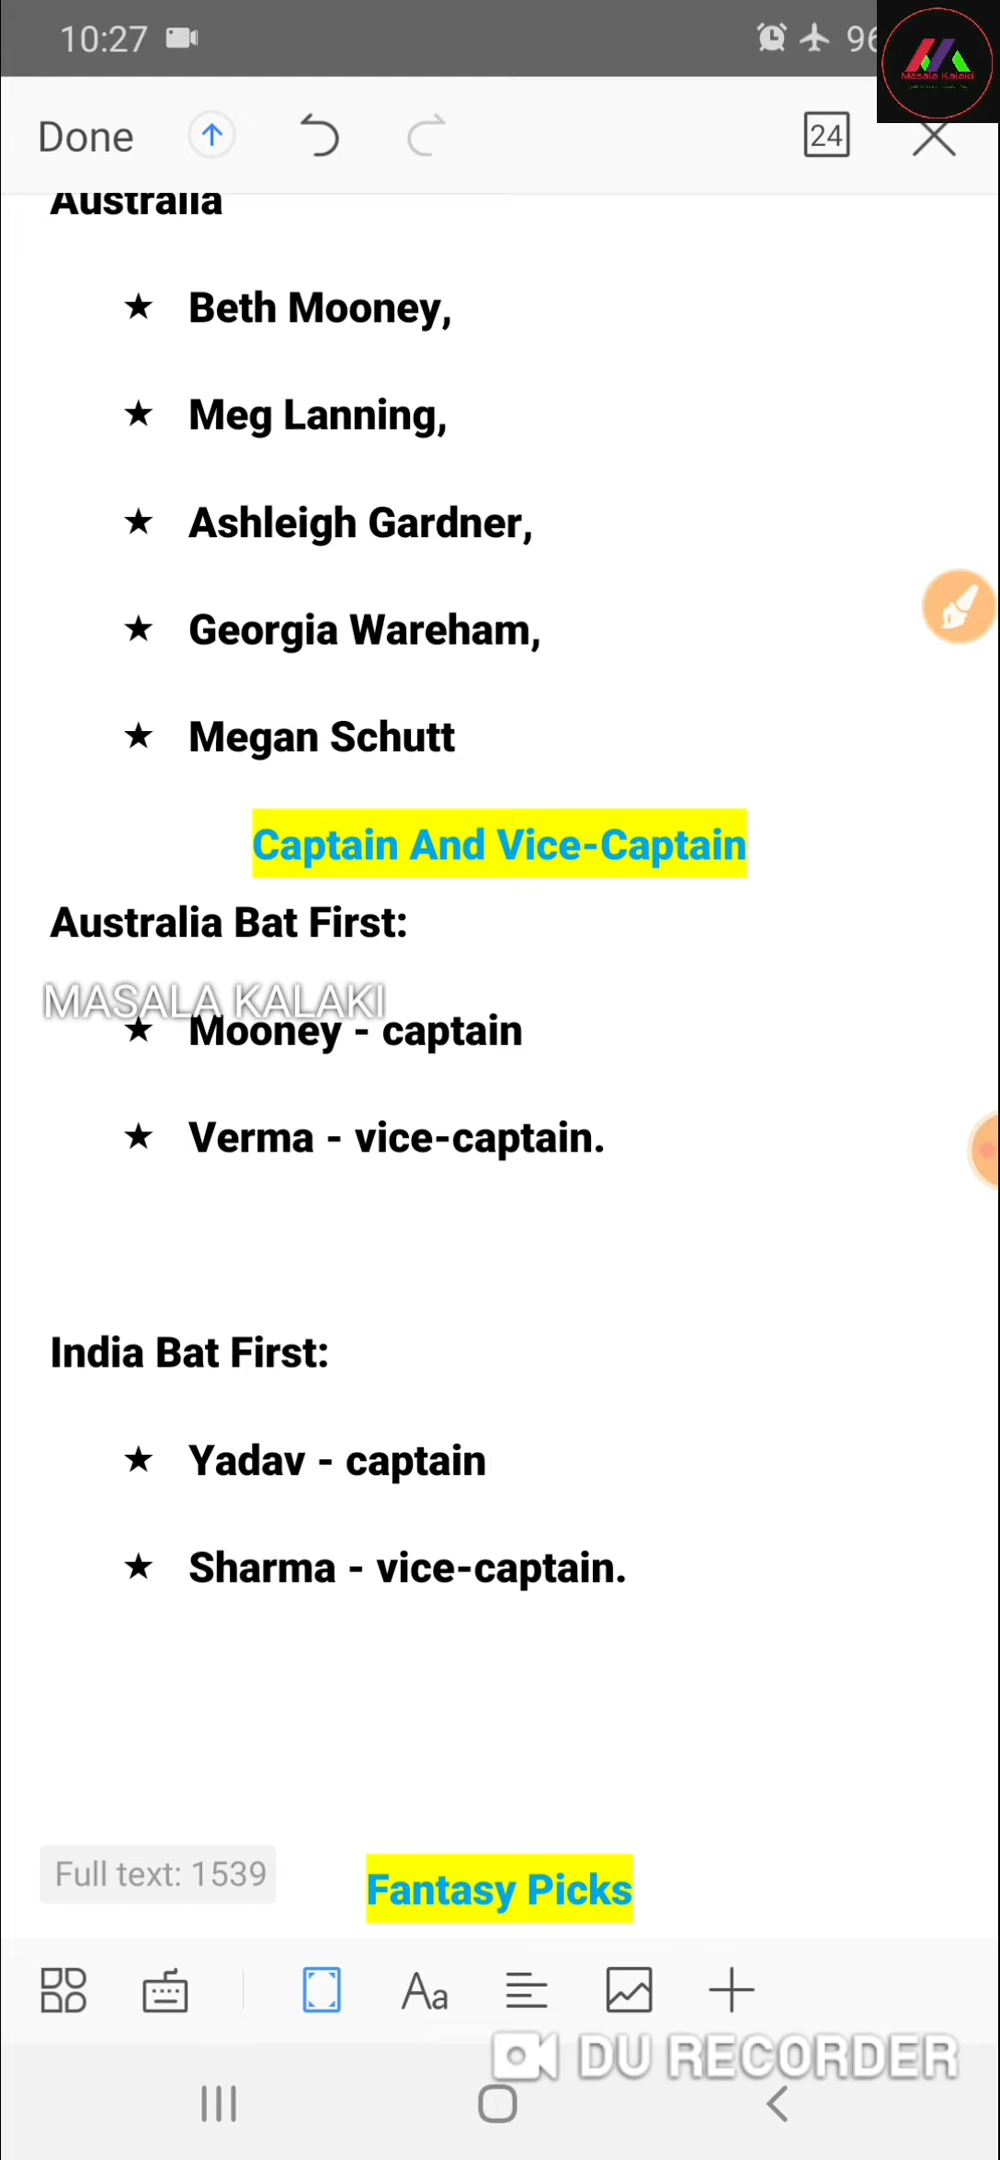 10:27
Masala Kalaki
Done
24
Australia
★ Beth Mooney,
★ Meg Lanning,
★ Ashleigh Gardner,
★ Georgia Wareham,
★ Megan Schutt
Captain And Vice-Captain
Australia Bat First:
MASALA KALAKI
★ Mooney - captain
★ Verma - vice-captain.
India Bat First:
★ Yadav - captain
★ Sharma - vice-captain.
Full text: 1539
Fantasy Picks
Aa
DU RECORDER